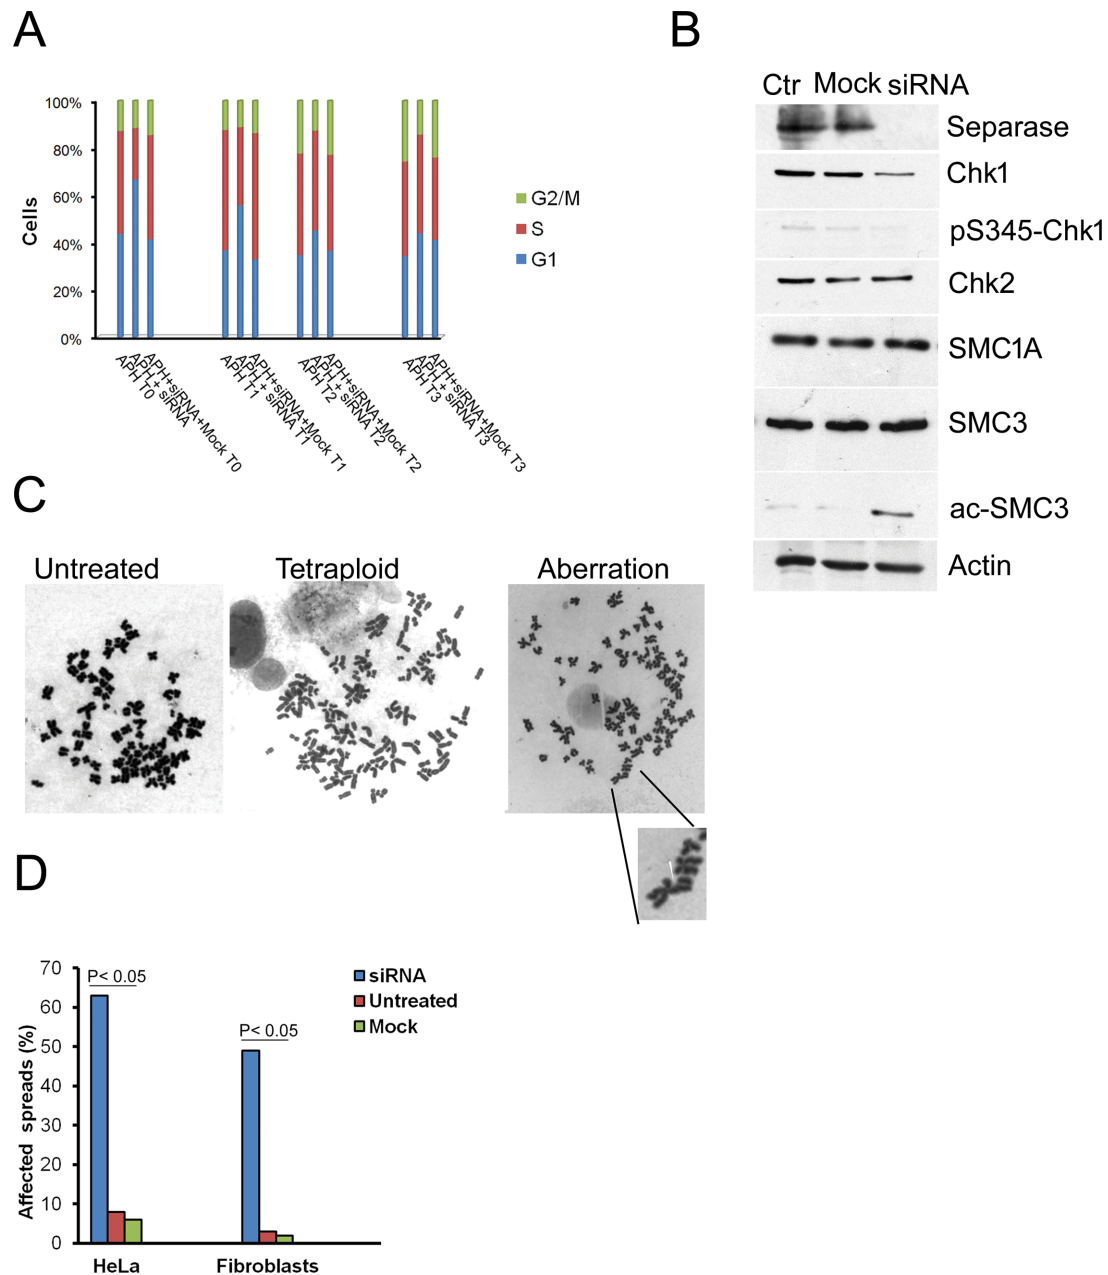 A
100%
80%
60%
40%
20%
0%
Cells
G2/M
S
G1
APH T0
APH + siRNA
APH+siRNA+Mock T0
APH T1
APH + siRNA T1
APH+siRNA+Mock T1
APH T2
APH + siRNA T2
APH+siRNA+Mock T2
APH T3
APH + siRNA T3
APH+siRNA+Mock T3
B
Ctr Mock siRNA
Separase
Chk1
pS345-Chk1
Chk2
SMC1A
SMC3
ac-SMC3
Actin
C
Untreated Tetraploid Aberration
D
70
60
50
40
30
20
10
0
Affected spreads (%)
P< 0.05
P< 0.05
siRNA
Untreated
Mock
HeLa Fibroblasts